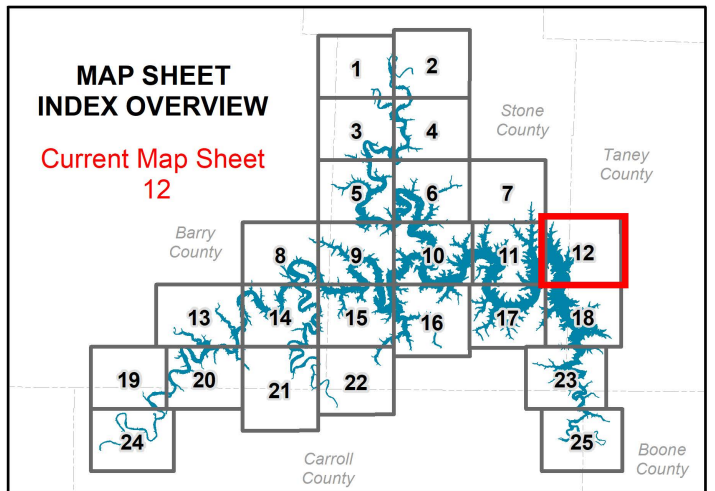 MAP SHEET
INDEX OVERVIEW
Current Map Sheet
12
1
2
3
4
Stone
County
Taney
County
5
6
7
Barry
County
8
9
10
11
12
13
14
15
16
17
18
19
20
21
22
23
24
25
Carroll
County
Boone
County